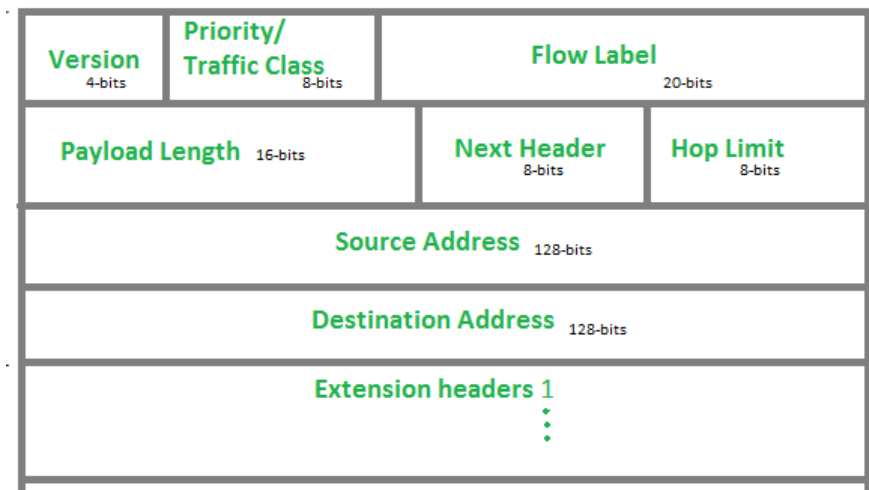 Version
4-bits
Priority/
Traffic Class
8-bits
Flow Label
20-bits
Payload Length 16-bits
Next Header
8-bits
Hop Limit
8-bits
Source Address 128-bits
Destination Address 128-bits
Extension headers 1